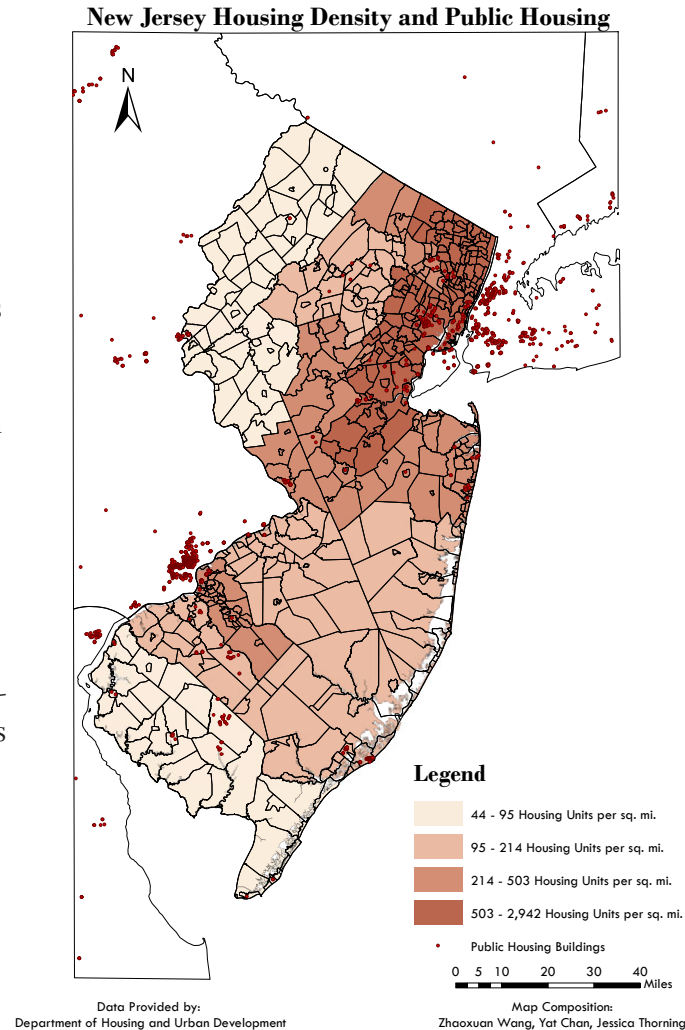 New Jersey Housing Density and Public Housing
N
s
S
Legend
44 - 95 Housing Units per sq. mi.
95 - 214 Housing Units per sq. mi.
214 - 503 Housing Units per sq. mi.
503 - 2,942 Housing Units per sq. mi.
Public Housing Buildings
0 5 10 20 30 40
Miles
Data Provided by:
Department of Housing and Urban Development
Map Composition:
Zhaoxuan Wang, Yat Chan, Jessica Thorning